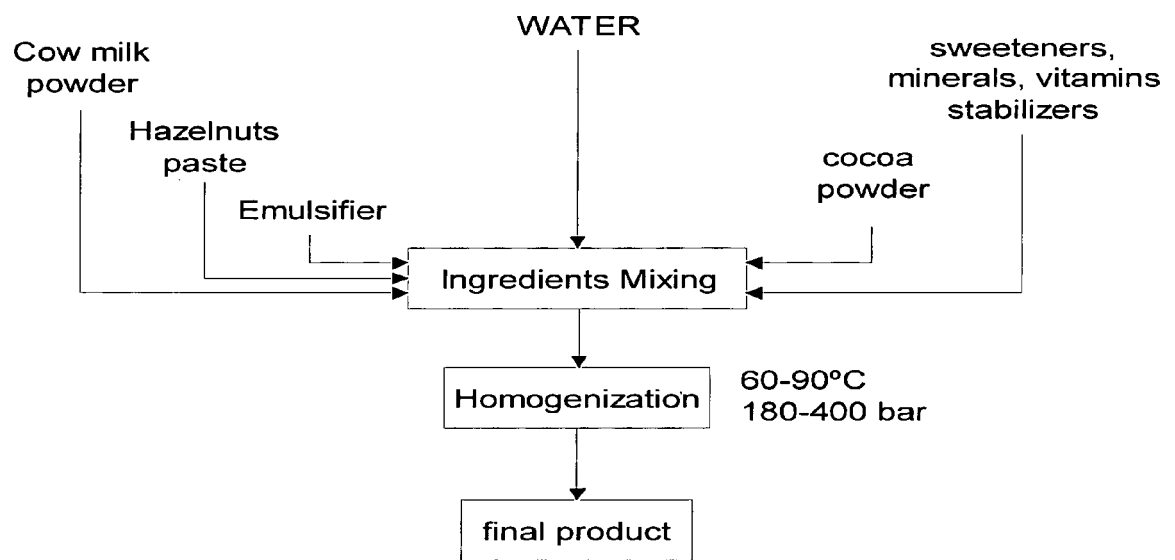 WATER
Cow milk
powder
sweeteners,
minerals, vitamins
stabilizers
Hazelnuts
paste
cocoa
powder
Emulsifier
Ingredients Mixing
Homogenization
60-90ºC
180-400 bar
final product